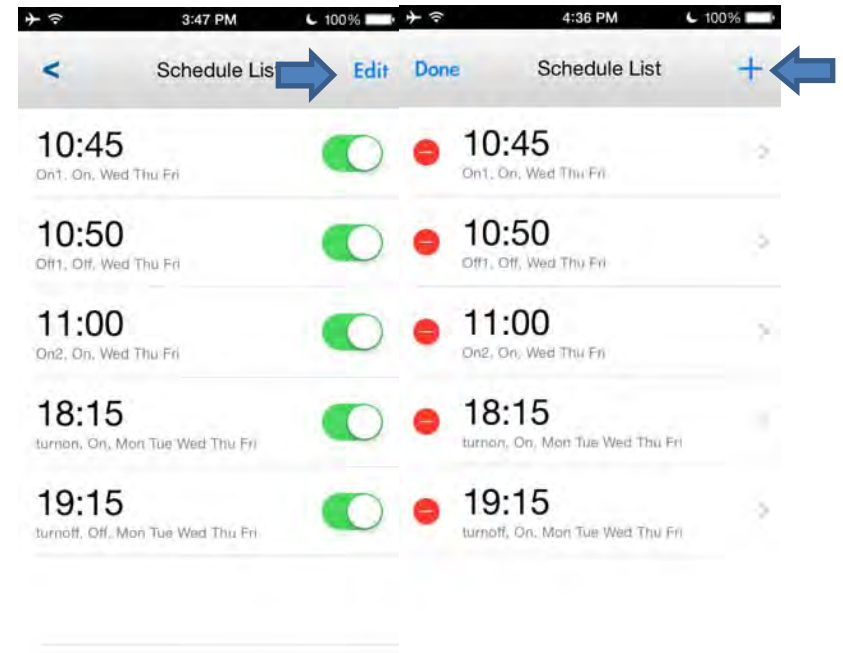 3:47 PM 100%
< Schedule List Edit
10:45
On1, On, Wed Thu Fri
10:50
Off1, Off, Wed Thu Fri
11:00
On2, On, Wed Thu Fri
18:15
turnon, On, Mon Tue Wed Thu Fri
19:15
turnoff, Off, Mon Tue Wed Thu Fri
4:36 PM 100%
Done Schedule List +
10:45
On1, On, Wed Thu Fri
10:50
Off1, Off, Wed Thu Fri
11:00
On2, On, Wed Thu Fri
18:15
turnon, On, Mon Tue Wed Thu Fri
19:15
turnoff, On, Mon Tue Wed Thu Fri